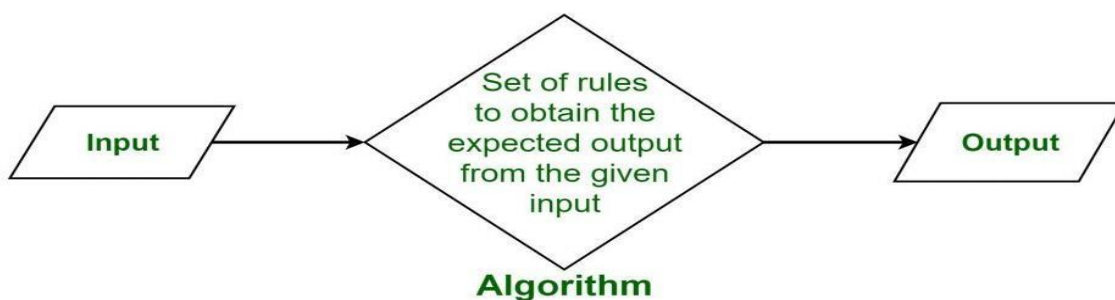 Input
Set of rules
to obtain the
expected output
from the given
input
Output
Algorithm